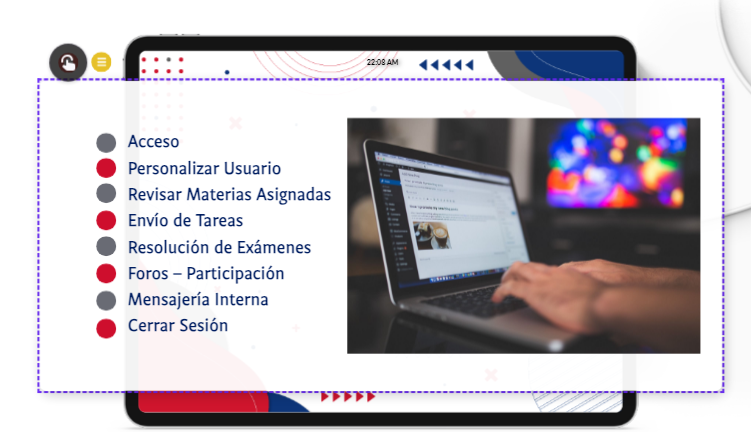 22:08 AM
Acceso
Personalizar Usuario
Revisar Materias Asignadas
Envío de Tareas
Resolución de Exámenes
Foros – Participación
Mensajería Interna
Cerrar Sesión